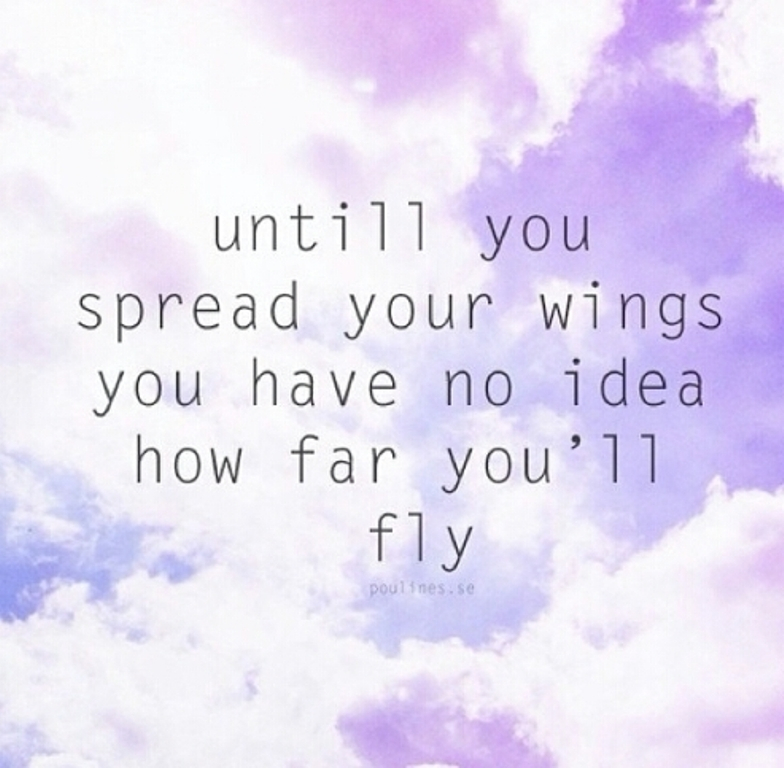 untill you
spread your wings
you have no idea
how far you'll
fly
poulines.se